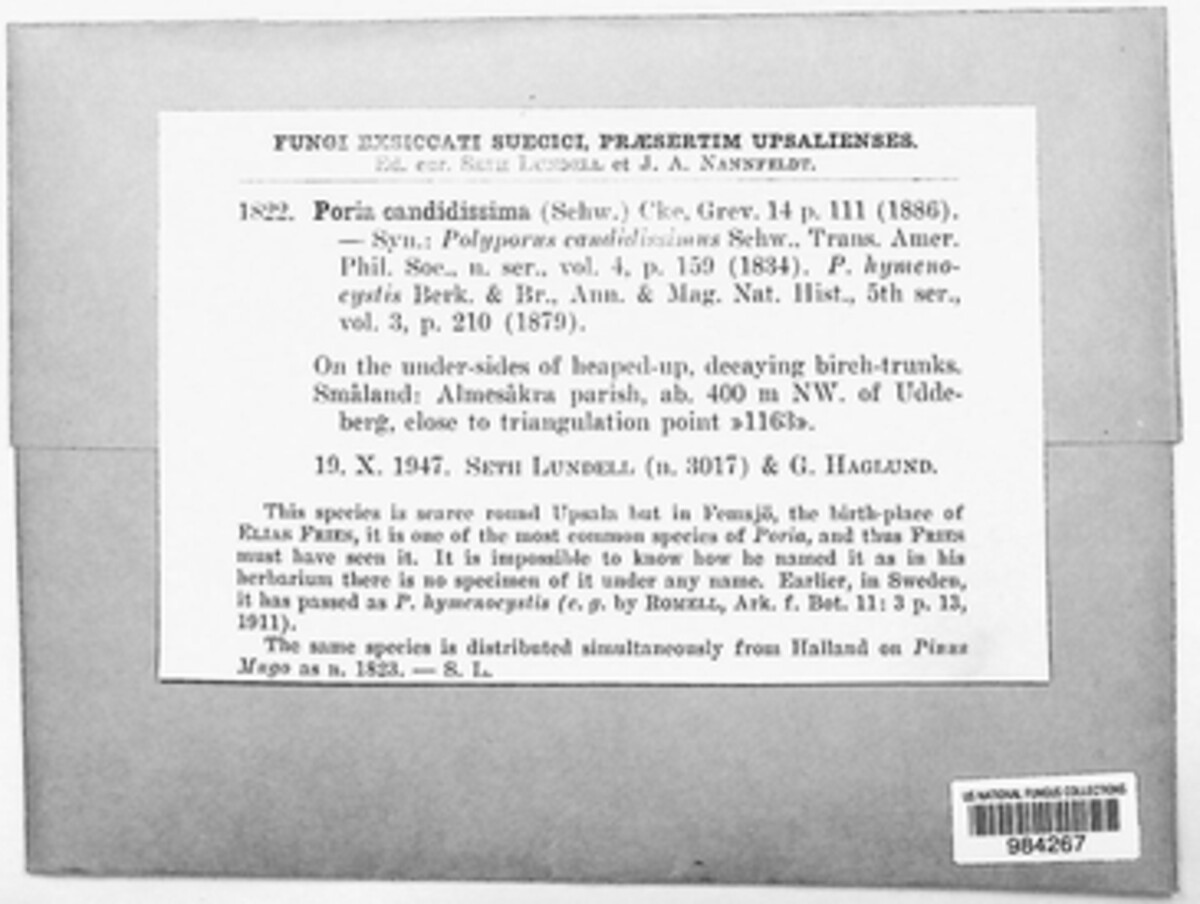 FUNGI EXSICCATI SUECICI, PRÆSERTIM UPSALIENSES.
Ed. cur. SETH LUNDELL et J. A. NANNFELDT.
1822. Poria candidissima (Schw.) Cke, Grev. 14 p. 111 (1886).
— Syn.: Polyporus candidissimus Schw., Trans. Amer.
Phil. Soc., n. ser., vol. 4, p. 159 (1834). P. hymeno-
cystis Berk. & Br., Ann. & Mag. Nat. Hist., 5th ser.,
vol. 3, p. 210 (1879).
On the under-sides of heaped-up, decaying birch-trunks.
Småland: Almesåkra parish, ab. 400 m NW. of Udde-
berg, close to triangulation point »1163».
19. X. 1947. SETH LUNDELL (n. 3017) & G. HAGLUND.
This species is scarce round Upsala but in Femsjö, the birth-place of
ELIAS FRIES, it is one of the most common species of Poria, and thus FRIES
must have seen it. It is impossible to know how he named it as in his
herbarium there is no specimen of it under any name. Earlier, in Sweden,
it has passed as P. hymenocystis (e. g. by ROMELL, Ark. f. Bot. 11: 3 p. 13,
1911).
The same species is distributed simultaneously from Halland on Pinus
Mugo as n. 1823. — S. L.
US NATIONAL FUNGUS COLLECTIONS
984267